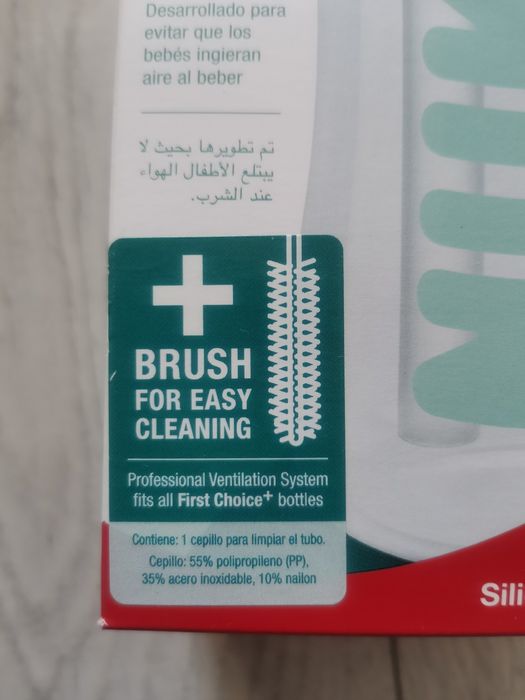 Desarrollado para
evitar que los
bebés ingieran
aire al beber
تم تطويرها بحيث لا
يبتلع الأطفال الهواء
عند الشرب.
BRUSH
FOR EASY
CLEANING
Professional Ventilation System
fits all First Choice+ bottles
Contiene: 1 cepillo para limpiar el tubo.
Cepillo: 55% polipropileno (PP),
35% acero inoxidable, 10% nailon
Sili